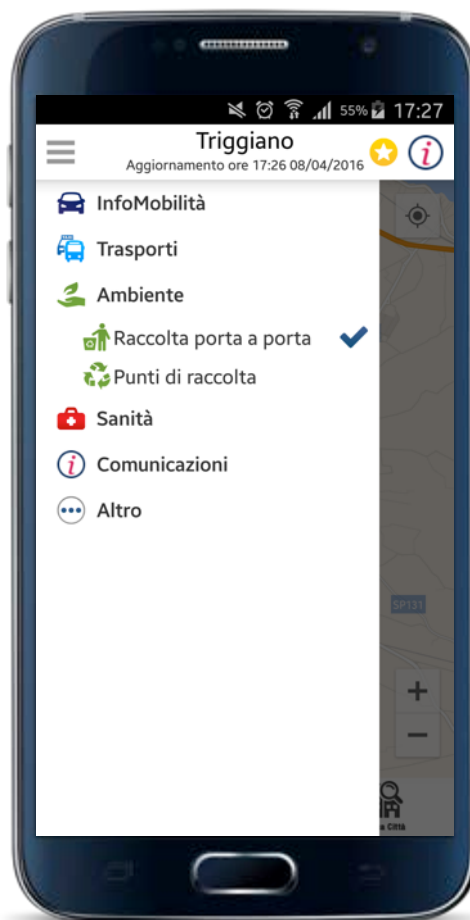 55% 17:27
Triggiano
Aggiornamento ore 17:26 08/04/2016
InfoMobilità
Trasporti
Ambiente
Raccolta porta a porta
Punti di raccolta
Sanità
Comunicazioni
Altro
SP131
a Città